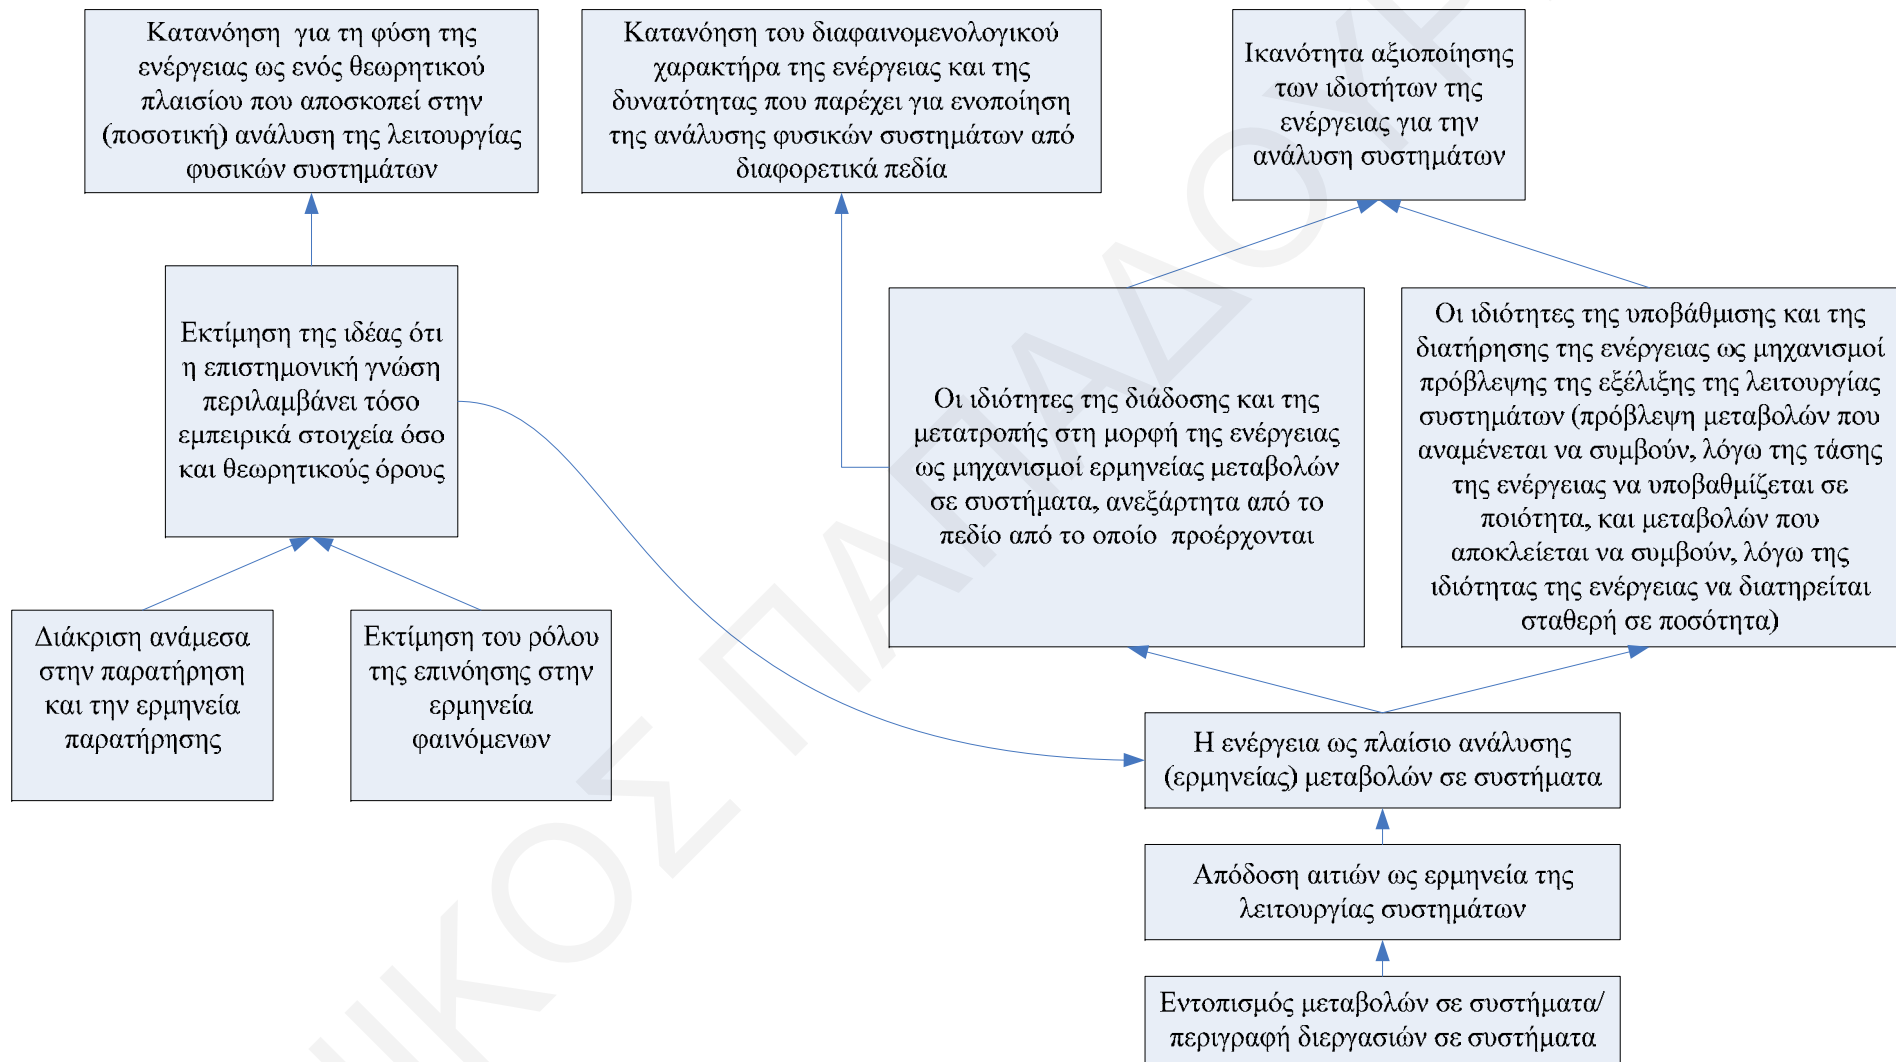 Κατανόηση για τη φύση της
ενέργειας ως ενός θεωρητικού
πλαισίου που αποσκοπεί στην
(ποσοτική) ανάλυση της λειτουργίας
φυσικών συστημάτων
Κατανόηση του διαφαινομενολογικού
χαρακτήρα της ενέργειας και της
δυνατότητας που παρέχει για ενοποίηση
της ανάλυσης φυσικών συστημάτων από
διαφορετικά πεδία
Ικανότητα αξιοποίησης
των ιδιοτήτων της
ενέργειας για την
ανάλυση συστημάτων
Εκτίμηση της ιδέας ότι
η επιστημονική γνώση
περιλαμβάνει τόσο
εμπειρικά στοιχεία όσο
και θεωρητικούς όρους
Οι ιδιότητες της διάδοσης και της
μετατροπής στη μορφή της ενέργειας
ως μηχανισμοί ερμηνείας μεταβολών
σε συστήματα, ανεξάρτητα από το
πεδίο από το οποίο προέρχονται
Οι ιδιότητες της υποβάθμισης και της
διατήρησης της ενέργειας ως μηχανισμοί
πρόβλεψης της εξέλιξης της λειτουργίας
συστημάτων (πρόβλεψη μεταβολών που
αναμένεται να συμβούν, λόγω της τάσης
της ενέργειας να υποβαθμίζεται σε
ποιότητα, και μεταβολών που
αποκλείεται να συμβούν, λόγω της
ιδιότητας της ενέργειας να διατηρείται
σταθερή σε ποσότητα)
Διάκριση ανάμεσα
στην παρατήρηση
και την ερμηνεία
παρατήρησης
Εκτίμηση του ρόλου
της επινόησης στην
ερμηνεία
φαινόμενων
Η ενέργεια ως πλαίσιο ανάλυσης
(ερμηνείας) μεταβολών σε συστήματα
Απόδοση αιτιών ως ερμηνεία της
λειτουργίας συστημάτων
Εντοπισμός μεταβολών σε συστήματα/
περιγραφή διεργασιών σε συστήματα